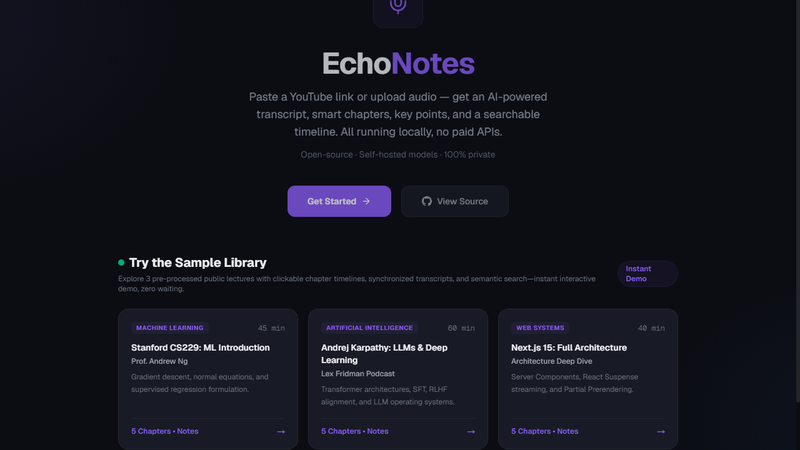 EchoNotes
Paste a YouTube link or upload audio — get an AI-powered
transcript, smart chapters, key points, and a searchable
timeline. All running locally, no paid APIs.
Open-source · Self-hosted models · 100% private
Get Started →
View Source
Try the Sample Library
Explore 3 pre-processed public lectures with clickable chapter timelines, synchronized transcripts, and semantic search—instant interactive
demo, zero waiting.
Instant
Demo
MACHINE LEARNING
45 min
Stanford CS229: ML Introduction
Prof. Andrew Ng
Gradient descent, normal equations, and
supervised regression formulation.
5 Chapters • Notes →
ARTIFICIAL INTELLIGENCE
60 min
Andrej Karpathy: LLMs & Deep
Learning
Lex Fridman Podcast
Transformer architectures, SFT, RLHF
alignment, and LLM operating systems.
5 Chapters • Notes →
WEB SYSTEMS
40 min
Next.js 15: Full Architecture
Architecture Deep Dive
Server Components, React Suspense
streaming, and Partial Prerendering.
5 Chapters • Notes →